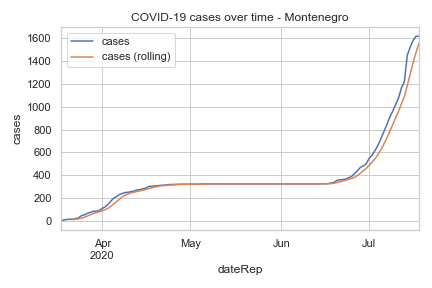 COVID-19 cases over time - Montenegro
cases
cases (rolling)
1600
1400
1200
1000
800
600
400
200
0
cases
Apr
2020
May
Jun
Jul
dateRep